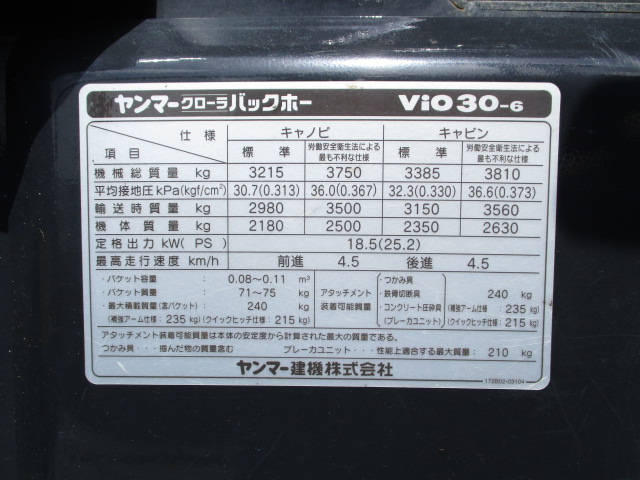 ヤンマークローラバックホー ViO30-6
仕様 キャノピ キャビン
項目 標準 労働安全衛生法による最も不利な仕様 標準 労働安全衛生法による最も不利な仕様
機械総質量 kg 3215 3750 3385 3810
平均接地圧 kPa(kgf/cm²) 30.7(0.313) 36.0(0.367) 32.3(0.330) 36.6(0.373)
輸送時質量 kg 2980 3500 3150 3560
機体質量 kg 2180 2500 2350 2630
定格出力 kW(PS) 18.5(25.2)
最高走行速度 km/h 前進 4.5 後進 4.5
・バケット容量 0.08〜0.11 m³
・バケット質量 71〜75 kg
・最大積載質量(含バケット) 240 kg
(補強アーム仕様:235kg)(クイックヒッチ仕様:215kg)
アタッチメント装着可能質量
・つかみ具
・鉄骨切断具 240 kg
・コンクリート圧砕具 (補強アーム仕様:235kg)
(ブレーカユニット) (クイックヒッチ仕様:215kg)
アタッチメント装着可能質量は本体の安定度から計算された最大の質量である。
つかみ具・・・掴んだ物の質量含む ブレーカユニット・・・性能上適合する最大質量:210 kg
ヤンマー建機株式会社
172B02-03104